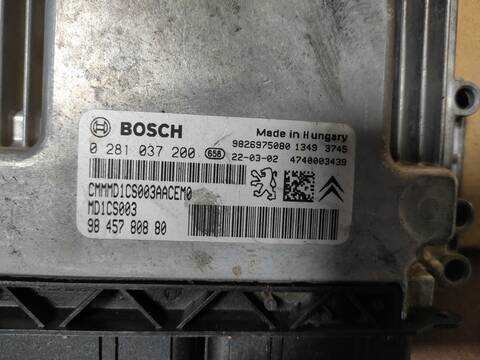 BOSCH
Made in Hungary
9826975080 1349 3745
0 281 037 200 658 22-03-02 4740003439
CMMMD1CS003AACEM0
MD1CS003
98 457 808 80